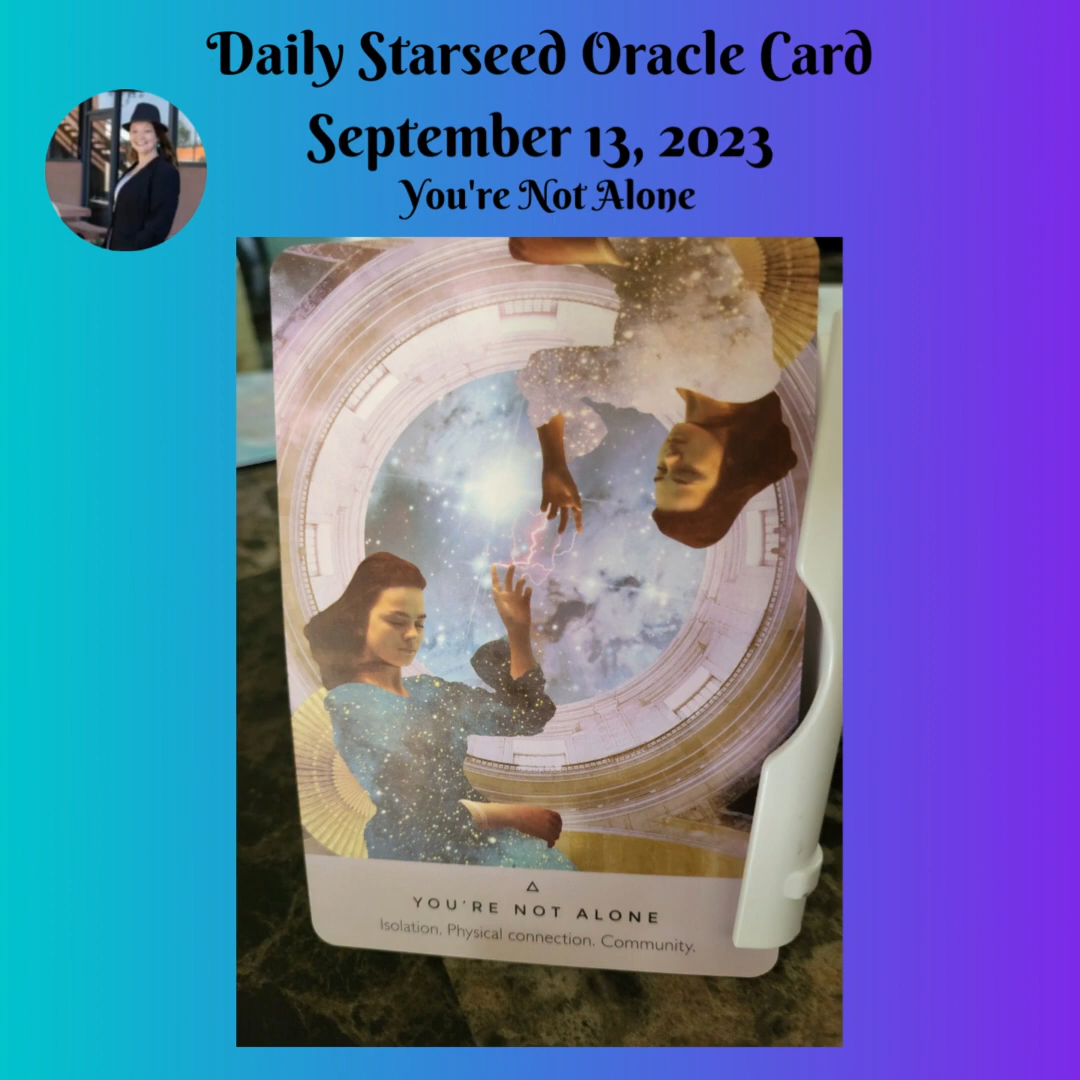 Daily Starseed Oracle Card
September 13, 2023
You're Not Alone
YOU'RE NOT ALONE
Isolation. Physical connection. Community.